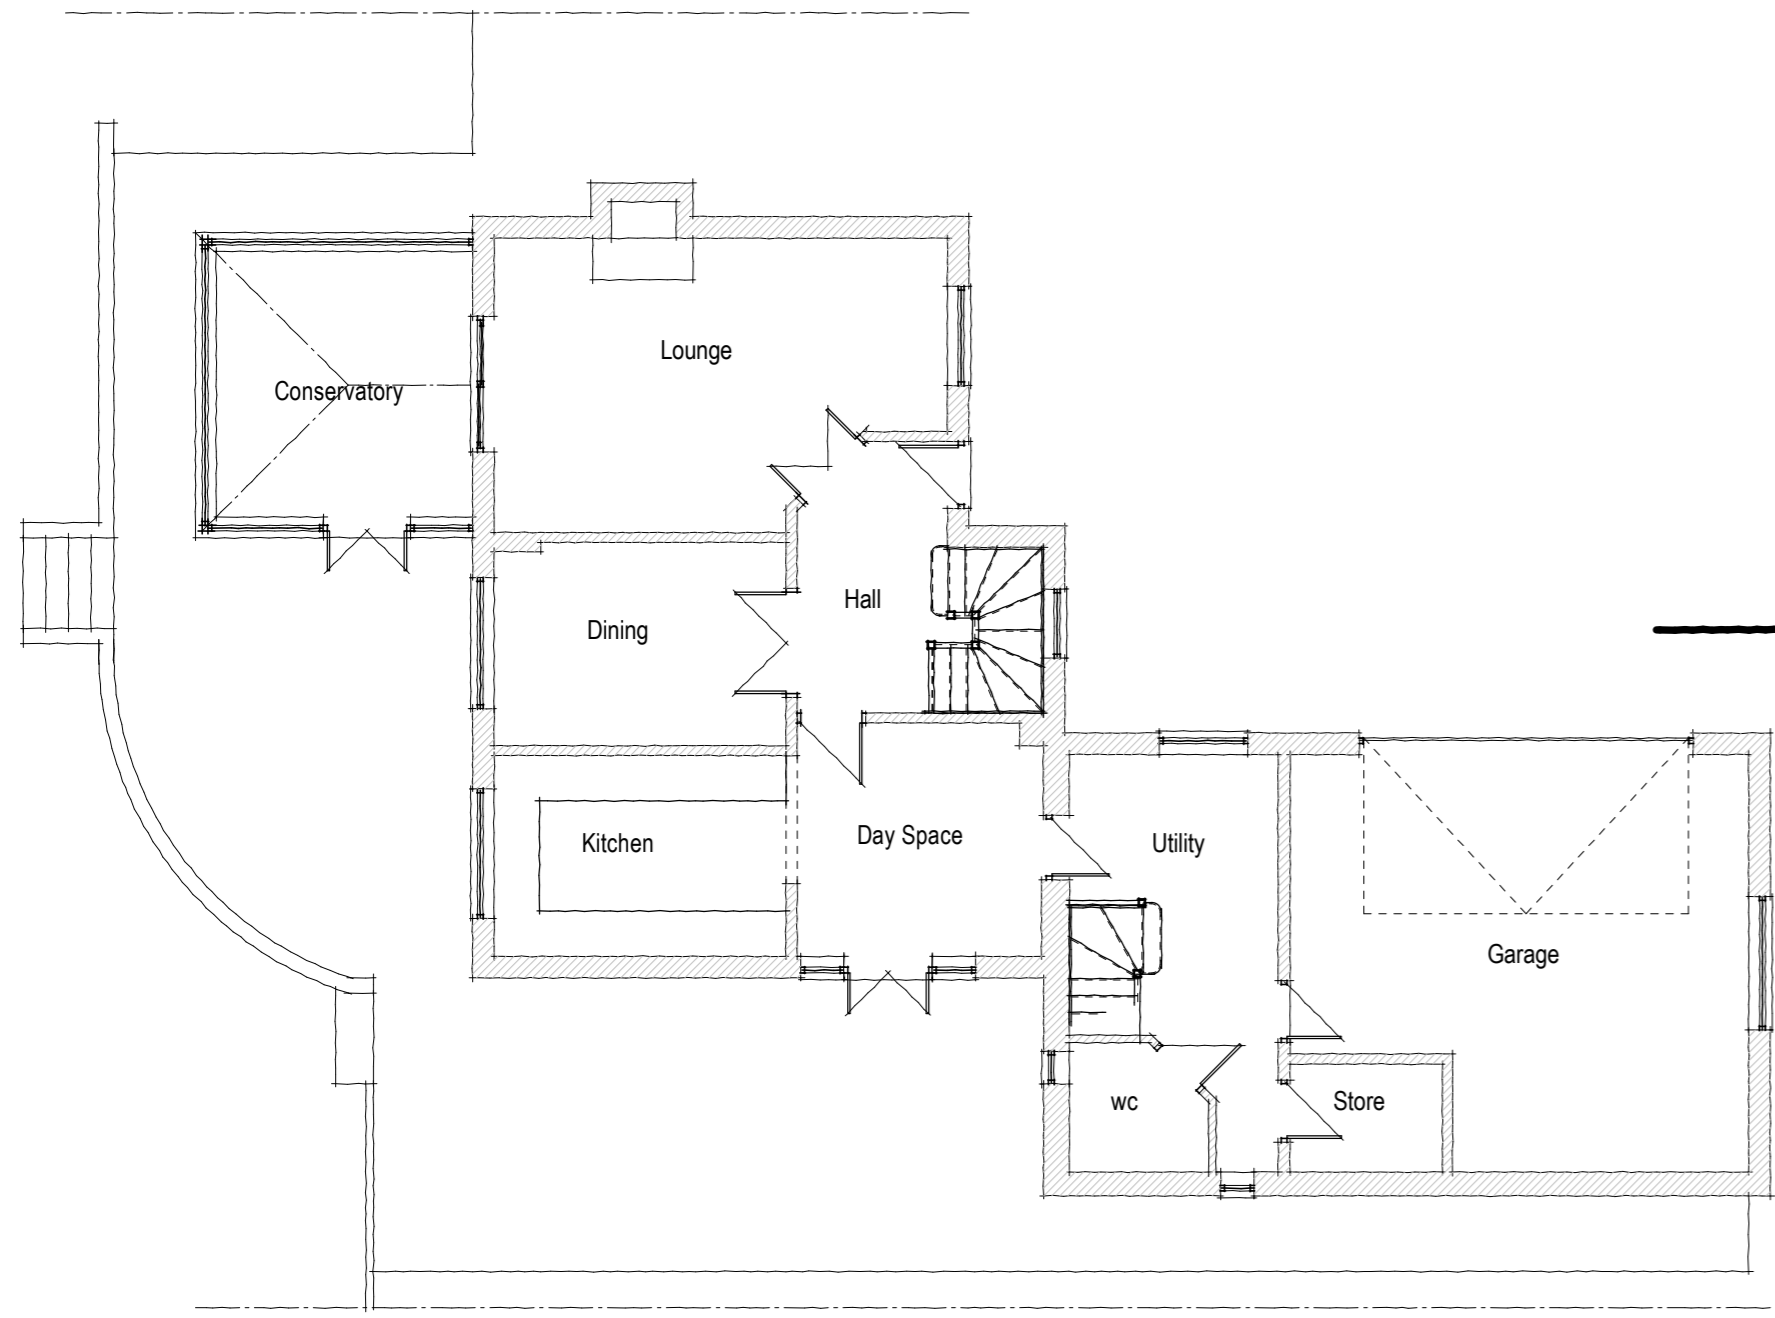 Lounge
Conservatory
Hall
Dining
Kitchen
Day Space
Utility
Garage
wc
Store